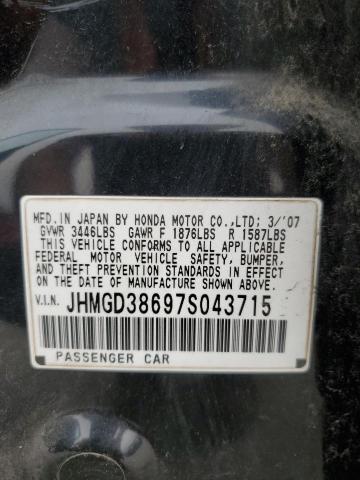 MFD.IN JAPAN BY HONDA MOTOR CO.,LTD; 3/'07
GVWR 3446LBS GAWR F 1876LBS R 1587LBS
THIS VEHICLE CONFORMS TO ALL APPLICABLE
FEDERAL MOTOR VEHICLE SAFETY, BUMPER,
AND THEFT PREVENTION STANDARDS IN EFFECT
ON THE DATE OF MANUFACTURE SHOWN ABOVE.
V.I.N. JHMGD38697S043715
PASSENGER CAR